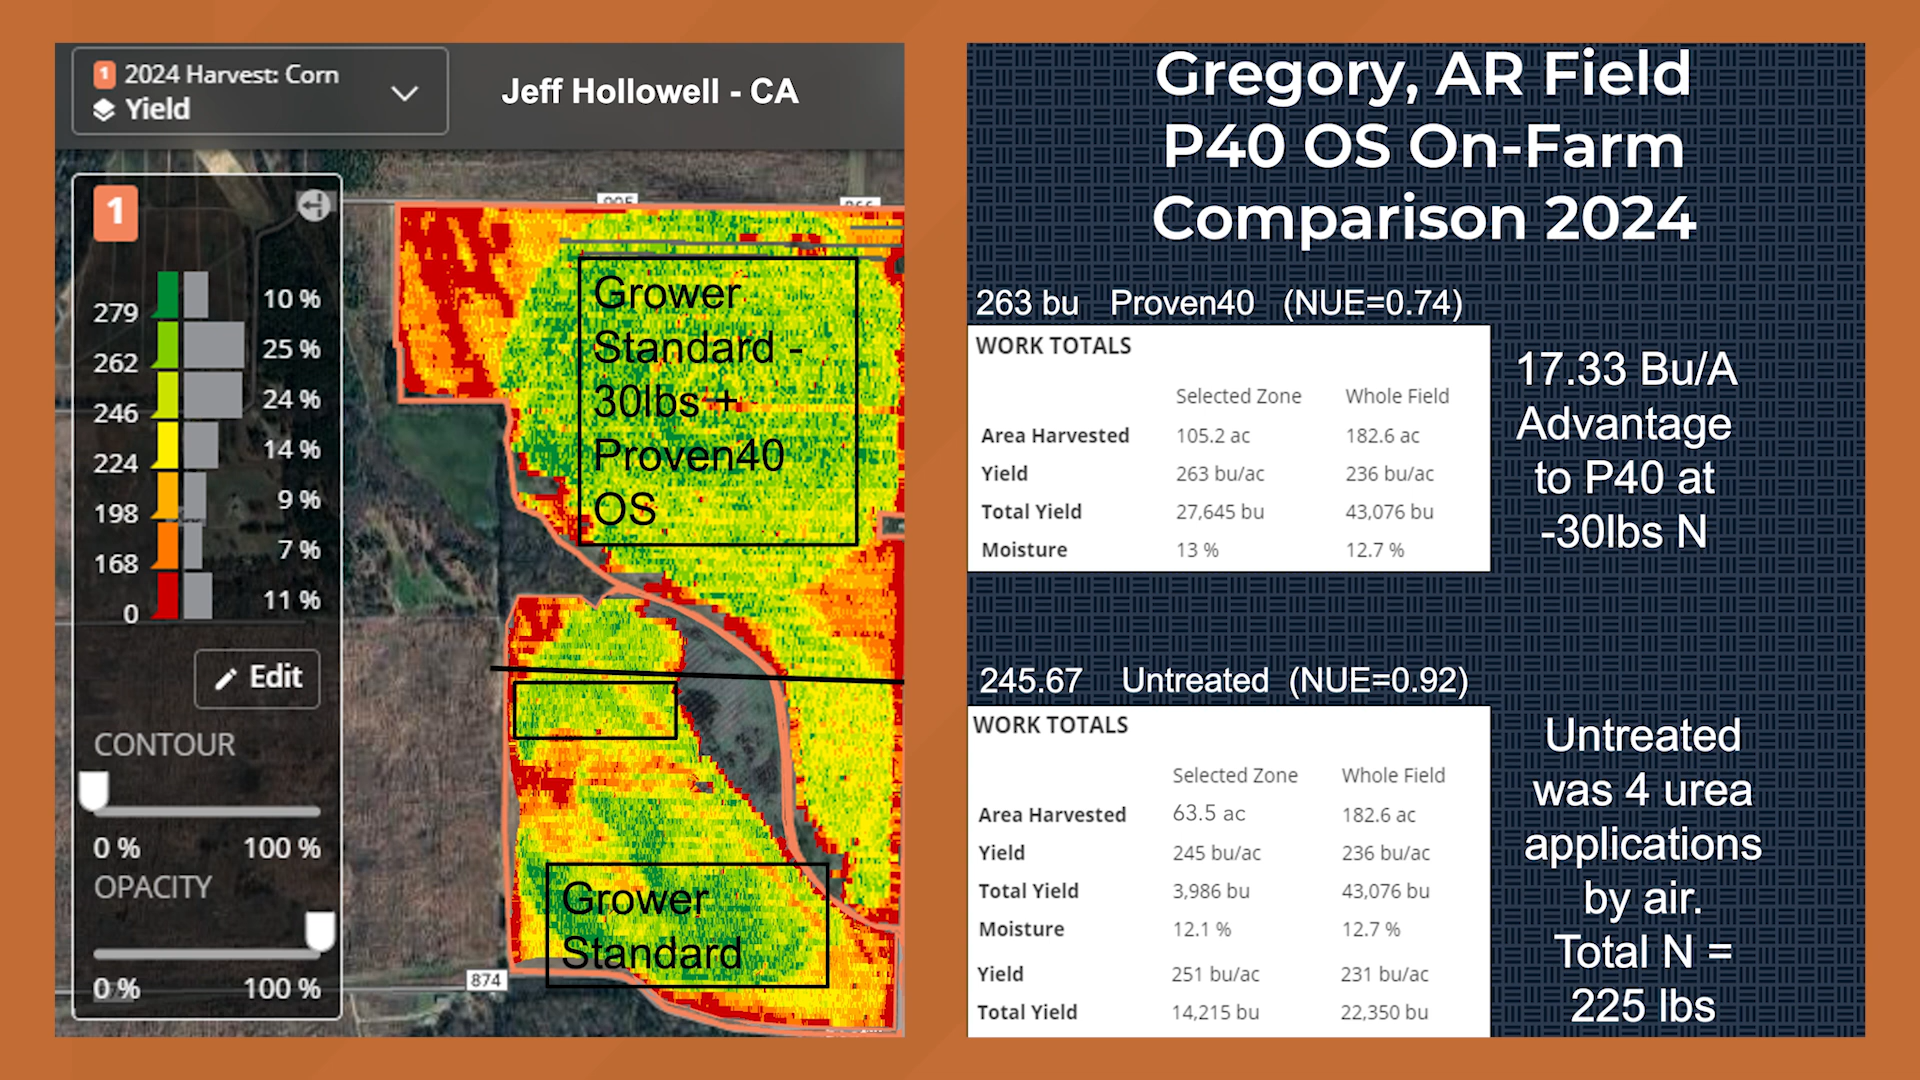 1 2024 Harvest: Corn
Yield
Jeff Hollowell - CA
1
279 10 %
262 25 %
246 24 %
224 14 %
198 9 %
168 7 %
0 11 %
Edit
CONTOUR
0 % 100 %
OPACITY
0 % 100 %
Grower
Standard -
30lbs +
Proven40
OS
Grower
Standard
874
Gregory, AR Field
P40 OS On-Farm
Comparison 2024
263 bu Proven40 (NUE=0.74)
WORK TOTALS
Selected Zone Whole Field
Area Harvested 105.2 ac 182.6 ac
Yield 263 bu/ac 236 bu/ac
Total Yield 27,645 bu 43,076 bu
Moisture 13 % 12.7 %
17.33 Bu/A
Advantage
to P40 at
-30lbs N
245.67 Untreated (NUE=0.92)
WORK TOTALS
Selected Zone Whole Field
Area Harvested 63.5 ac 182.6 ac
Yield 245 bu/ac 236 bu/ac
Total Yield 3,986 bu 43,076 bu
Moisture 12.1 % 12.7 %
Yield 251 bu/ac 231 bu/ac
Total Yield 14,215 bu 22,350 bu
Untreated
was 4 urea
applications
by air.
Total N =
225 lbs